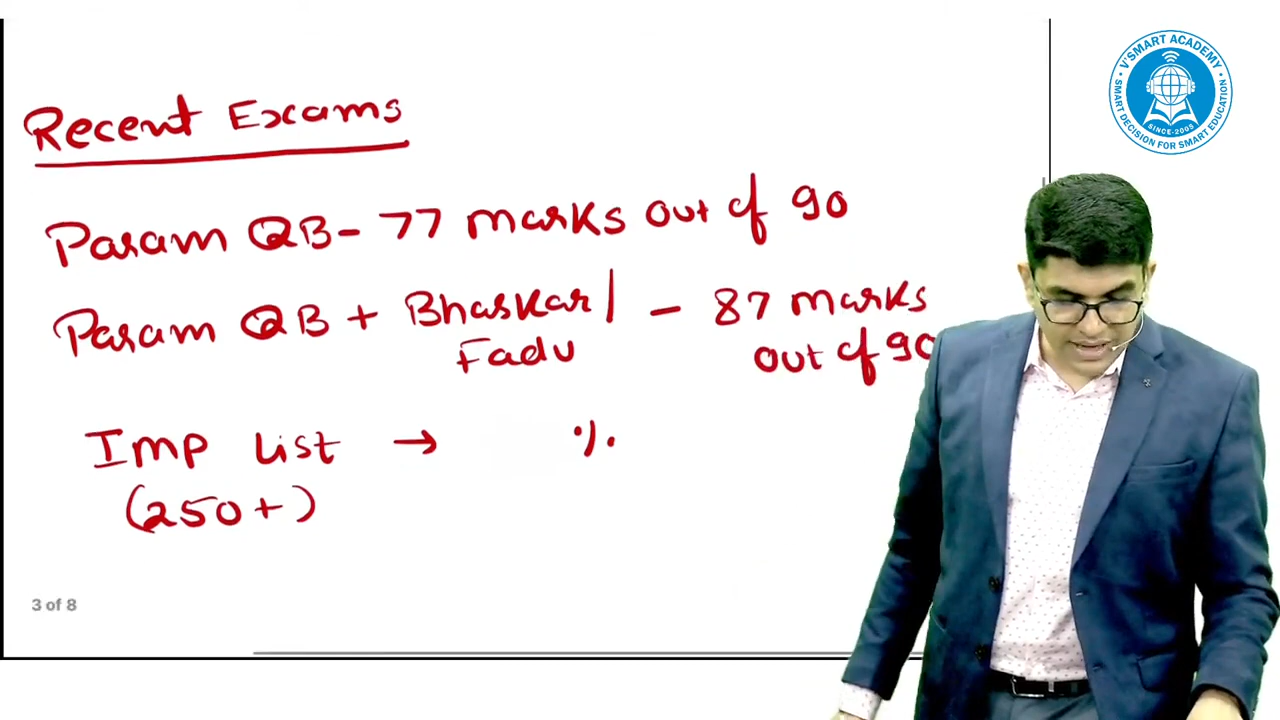 Recent Exams
Param QB - 77 marks out of 90
Param QB + Bhaskar/ - 87 marks
Fadu out of 90
Imp list → %
(250+)
3 of 8
V'SMART ACADEMY
SINCE-2005
SMART DECISION FOR SMART EDUCATION